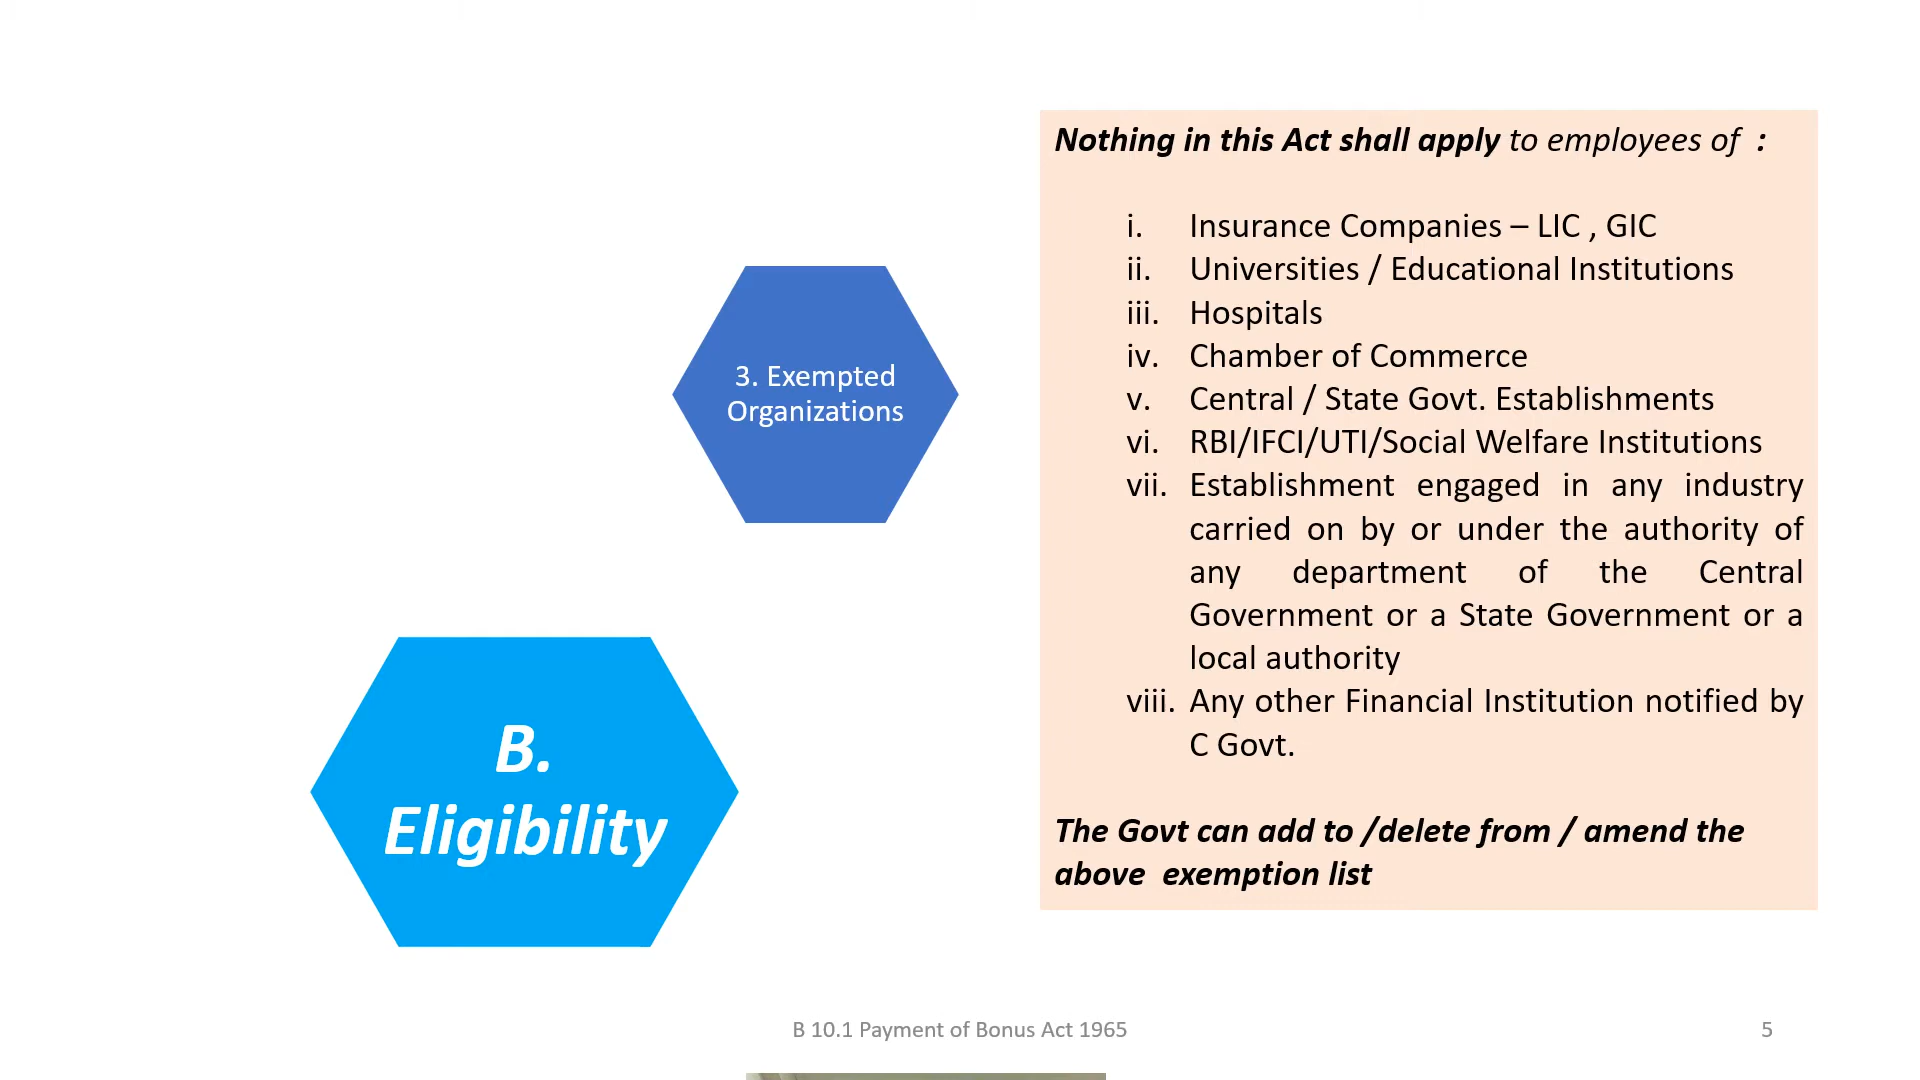 Nothing in this Act shall apply to employees of :
i. Insurance Companies – LIC , GIC
ii. Universities / Educational Institutions
iii. Hospitals
iv. Chamber of Commerce
v. Central / State Govt. Establishments
vi. RBI/IFCI/UTI/Social Welfare Institutions
vii. Establishment engaged in any industry
carried on by or under the authority of
any department of the Central
Government or a State Government or a
local authority
viii. Any other Financial Institution notified by
C Govt.
The Govt can add to /delete from / amend the
above exemption list
3. Exempted
Organizations
B.
Eligibility
B 10.1 Payment of Bonus Act 1965
5